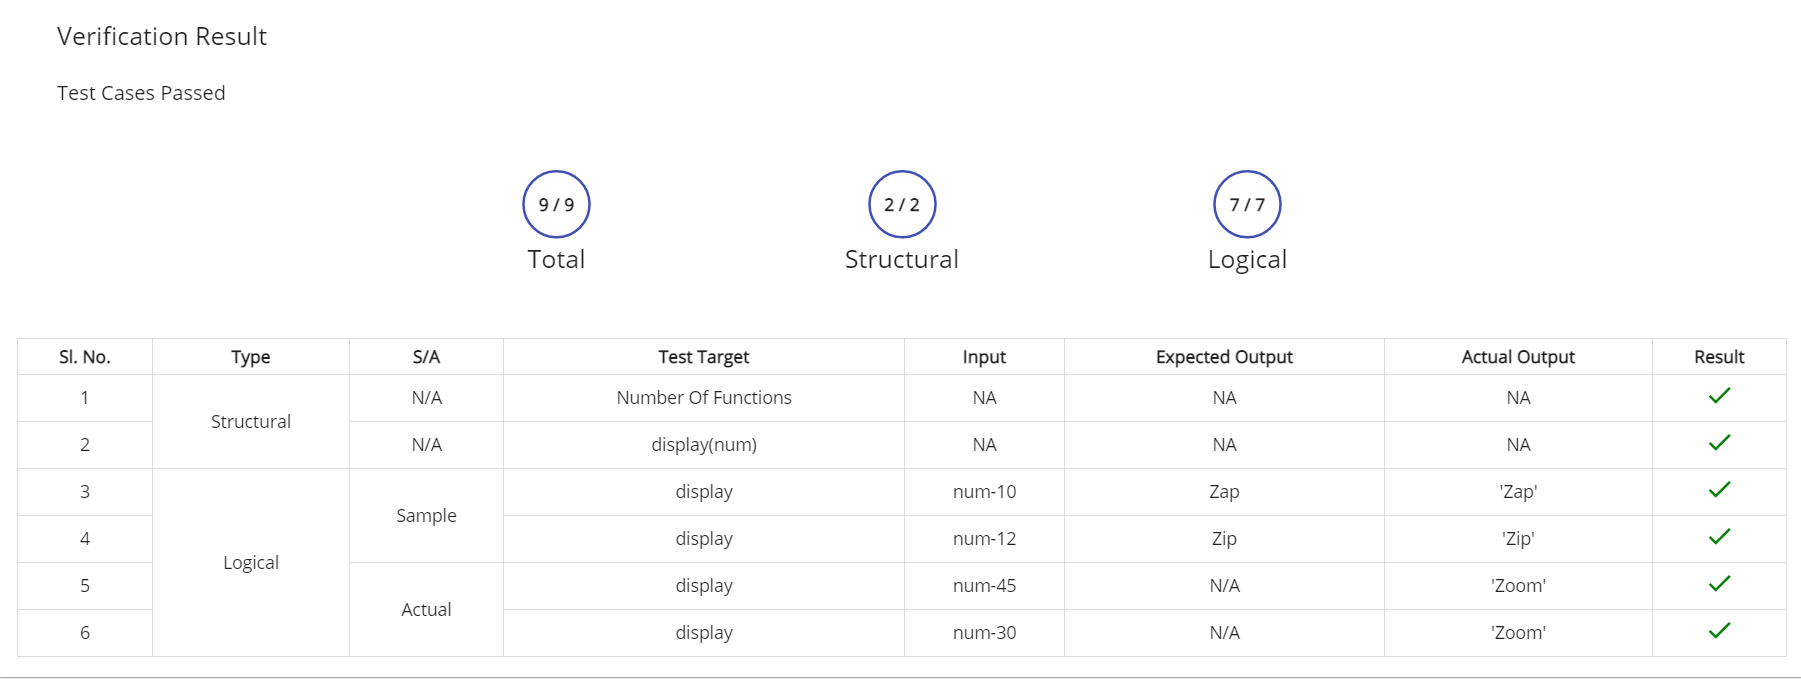 Verification Result
Test Cases Passed
9 / 9 2 / 2 7 / 7
Total Structural Logical
Sl. No. Type S/A Test Target Input Expected Output Actual Output Result
1 Structural N/A Number Of Functions NA NA NA
2 N/A display(num) NA NA NA
3 Logical Sample display num-10 Zap 'Zap'
4 display num-12 Zip 'Zip'
5 Actual display num-45 N/A 'Zoom'
6 display num-30 N/A 'Zoom'